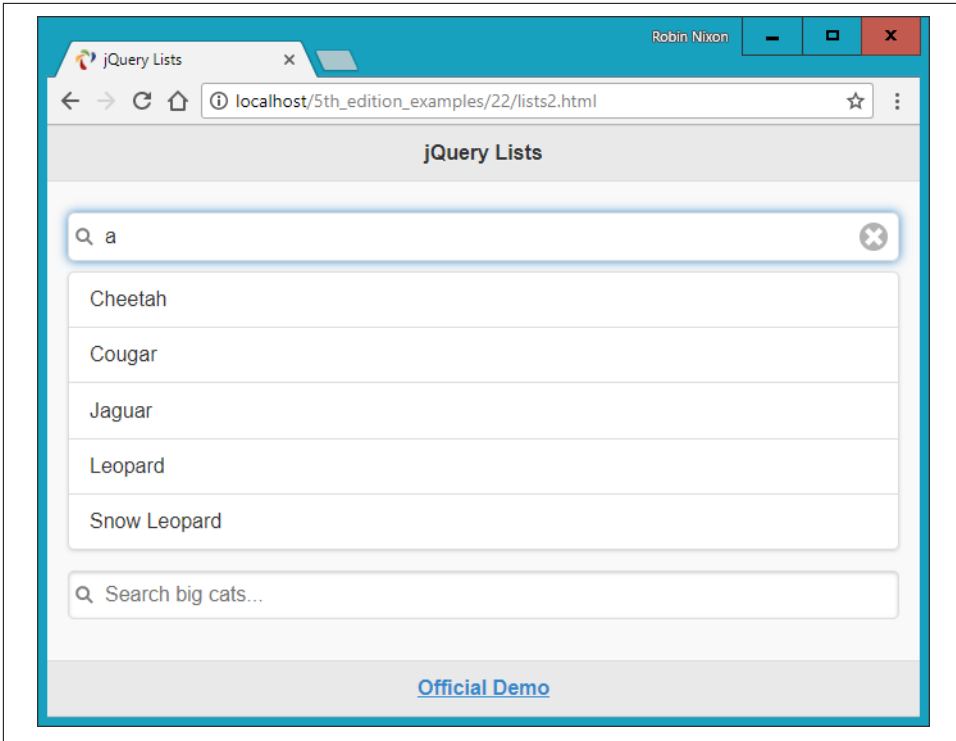 Robin Nixon
jQuery Lists
localhost/5th_edition_examples/22/lists2.html
jQuery Lists
a
Cheetah
Cougar
Jaguar
Leopard
Snow Leopard
Search big cats...
Official Demo